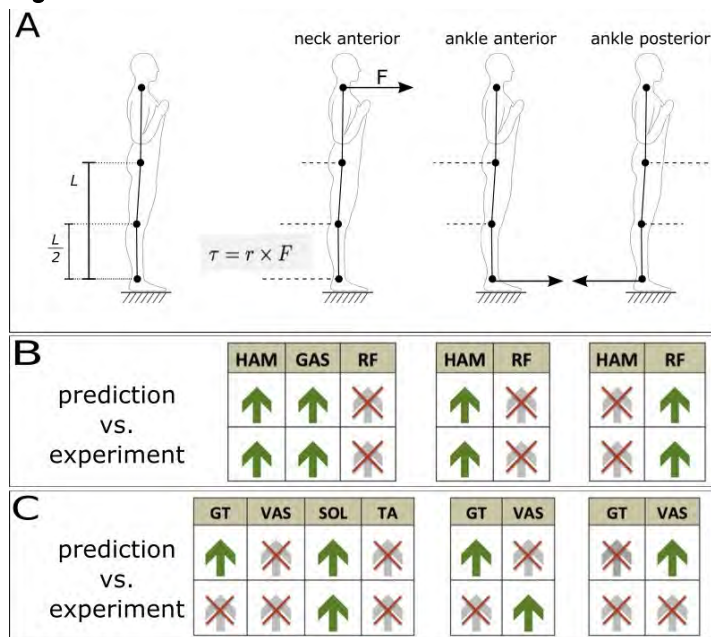 A
neck anterior
ankle anterior
ankle posterior
F
L
L
2
τ = r × F
B
HAM GAS RF
HAM RF
HAM RF
prediction
vs.
experiment
C
GT VAS SOL TA
GT VAS
GT VAS
prediction
vs.
experiment